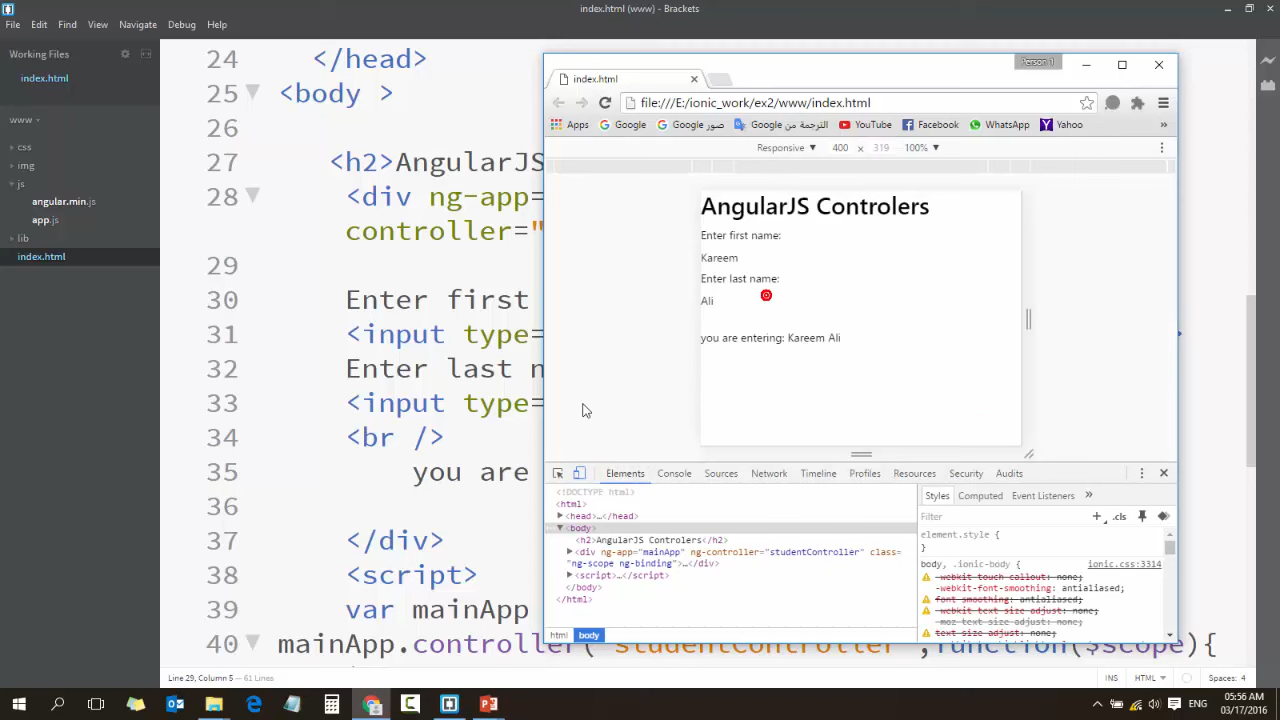 index.html (www) - Brackets
File Edit Find View Navigate Debug Help
Working Files
index.html
www
css
img
js
angular.min.js
app.js
lib
index.html
24 </head>
25 <body >
26
27 <h2>AngularJS
28 <div ng-app=
controller="
29
30 Enter first
31 <input type=
32 Enter last n
33 <input type=
34 <br />
35 you are
36
37 </div>
38 <script>
39 var mainApp
40 mainApp.controller("studentController",function($scope){
Person 1
index.html
file:///E:/ionic_work/ex2/www/index.html
Apps Google صور Google الترجمة من Google YouTube Facebook WhatsApp Yahoo »
Responsive 400 x 319 100%
AngularJS Controlers
Enter first name:
Kareem
Enter last name:
Ali
you are entering: Kareem Ali
Elements Console Sources Network Timeline Profiles Resources Security Audits
<!DOCTYPE html>
<html>
<head>…</head>
<body>
<h2>AngularJS Controlers</h2>
<div ng-app="mainApp" ng-controller="studentController" class=
"ng-scope ng-binding">…</div>
<script>…</script>
</body>
</html>
html body
Styles Computed Event Listeners »
Filter + .cls
element.style {
}
body, .ionic-body { ionic.css:3314
-webkit-touch-callout: none;
-webkit-font-smoothing: antialiased;
font-smoothing: antialiased;
-webkit-text-size-adjust: none;
-moz-text-size-adjust: none;
text-size-adjust: none;
Line 29, Column 5 — 61 Lines
INS HTML Spaces: 4
ENG
05:56 AM
03/17/2016